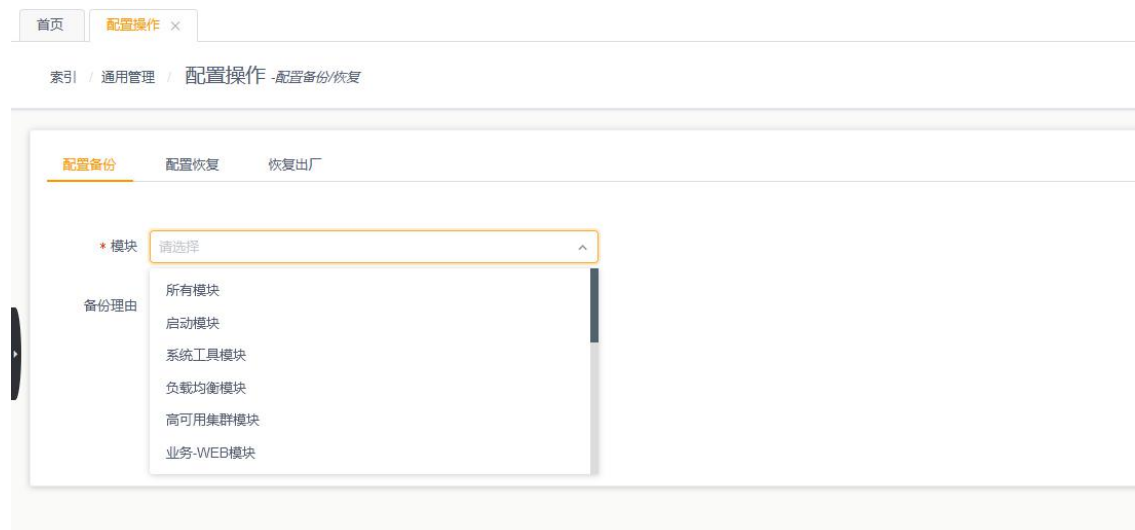 首页 配置操作 ×
索引 / 通用管理 / 配置操作 -配置备份/恢复
配置备份 配置恢复 恢复出厂
* 模块 请选择
所有模块
备份理由
启动模块
系统工具模块
负载均衡模块
高可用集群模块
业务-WEB模块